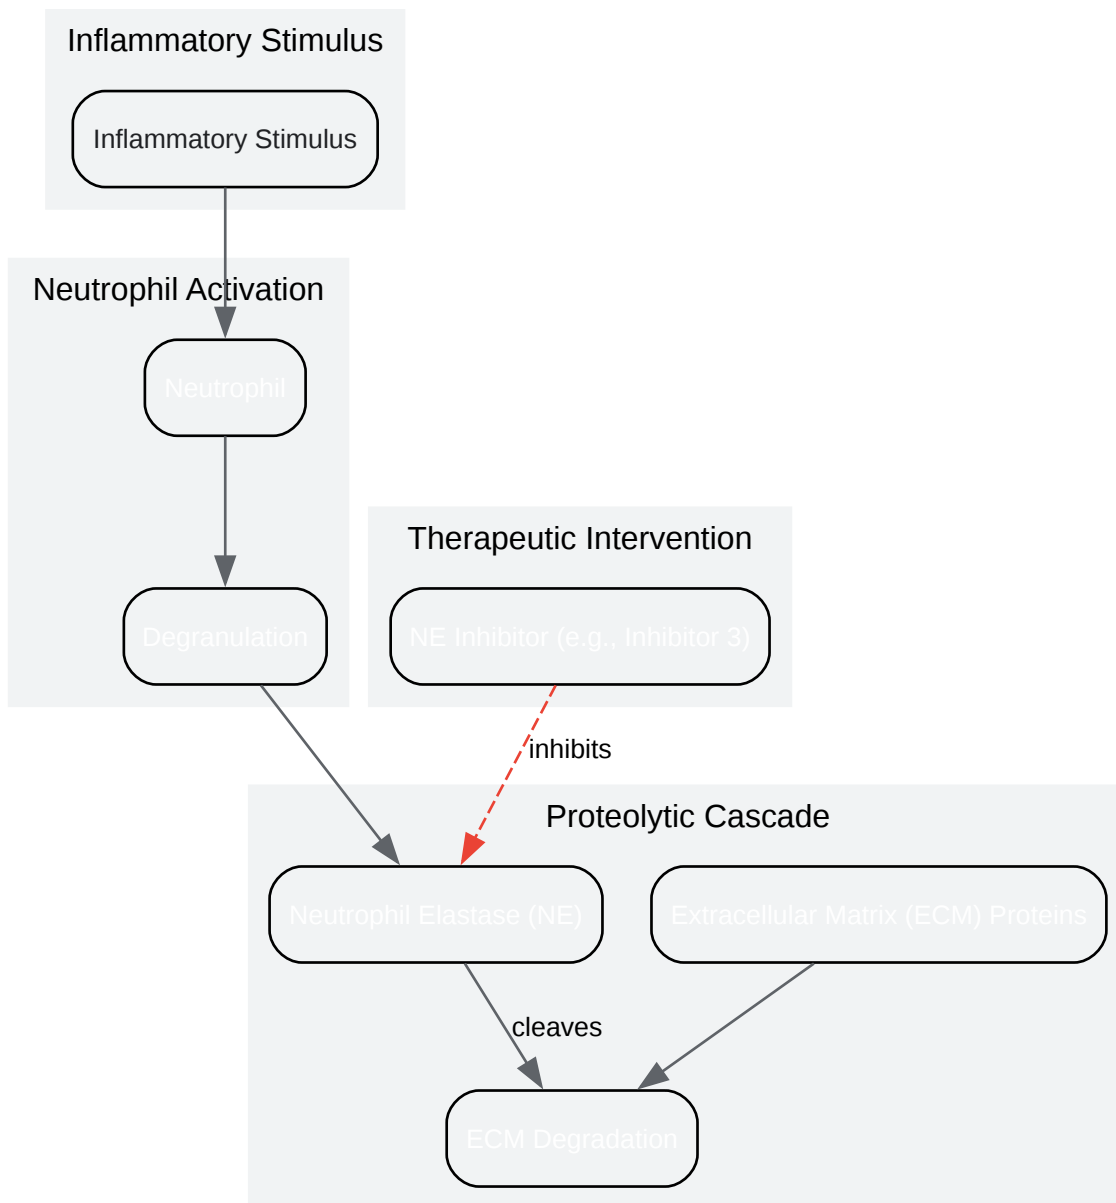 Inflammatory Stimulus
Inflammatory Stimulus
Neutrophil Activation
Neutrophil
Degranulation
Therapeutic Intervention
NE Inhibitor (e.g., Inhibitor 3)
inhibits
Proteolytic Cascade
Neutrophil Elastase (NE)
Extracellular Matrix (ECM) Proteins
cleaves
ECM Degradation